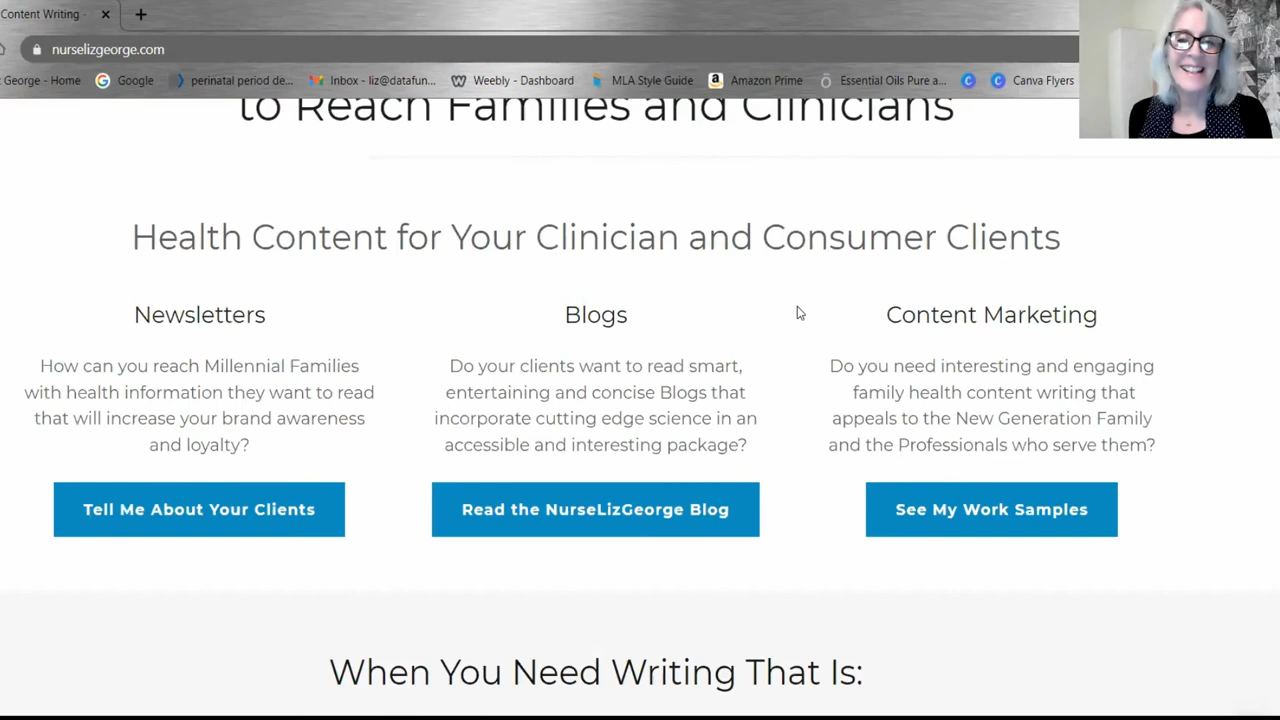 Content Writing
nurselizgeorge.com
George - Home Google perinatal period de... Inbox - liz@datafun... Weebly - Dashboard MLA Style Guide Amazon Prime Essential Oils Pure a... Canva Flyers
to Reach Families and Clinicians
Health Content for Your Clinician and Consumer Clients
Newsletters
How can you reach Millennial Families
with health information they want to read
that will increase your brand awareness
and loyalty?
Tell Me About Your Clients
Blogs
Do your clients want to read smart,
entertaining and concise Blogs that
incorporate cutting edge science in an
accessible and interesting package?
Read the NurseLizGeorge Blog
Content Marketing
Do you need interesting and engaging
family health content writing that
appeals to the New Generation Family
and the Professionals who serve them?
See My Work Samples
When You Need Writing That Is: